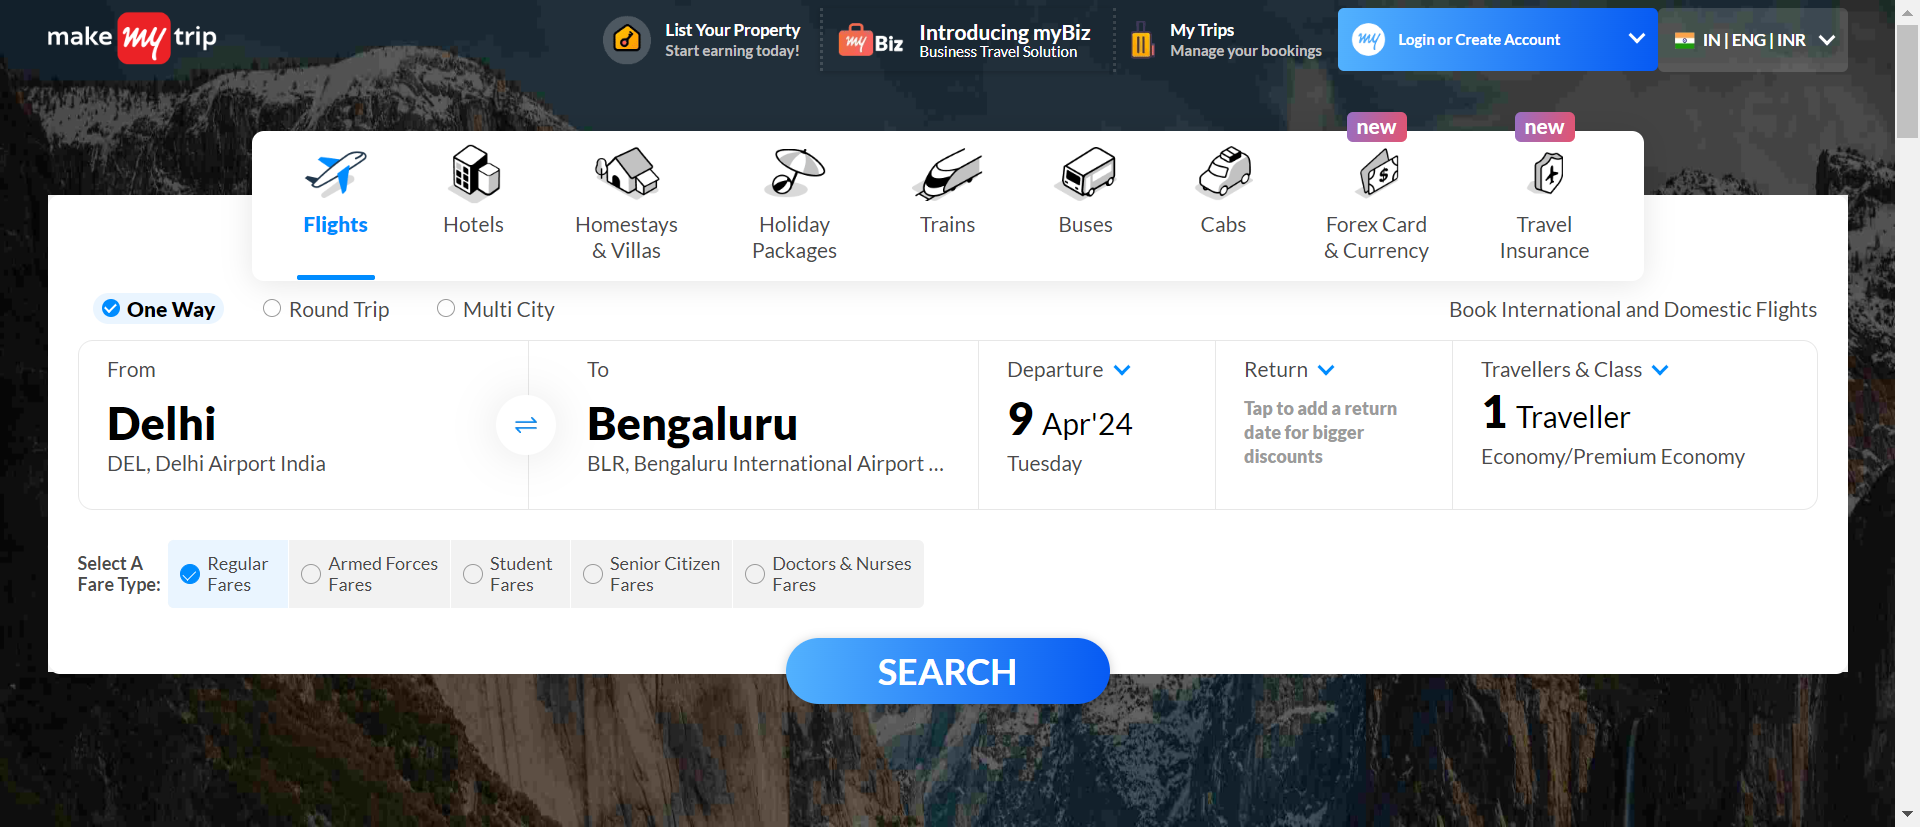 make my trip
List Your Property
Start earning today!
my Biz
Introducing myBiz
Business Travel Solution
My Trips
Manage your bookings
my
Login or Create Account
IN | ENG | INR
new
new
Flights
Hotels
Homestays
& Villas
Holiday
Packages
Trains
Buses
Cabs
Forex Card
& Currency
Travel
Insurance
One Way
Round Trip
Multi City
Book International and Domestic Flights
From
Delhi
DEL, Delhi Airport India
To
Bengaluru
BLR, Bengaluru International Airport ...
Departure
9 Apr'24
Tuesday
Return
Tap to add a return
date for bigger
discounts
Travellers & Class
1 Traveller
Economy/Premium Economy
Select A
Fare Type:
Regular
Fares
Armed Forces
Fares
Student
Fares
Senior Citizen
Fares
Doctors & Nurses
Fares
SEARCH